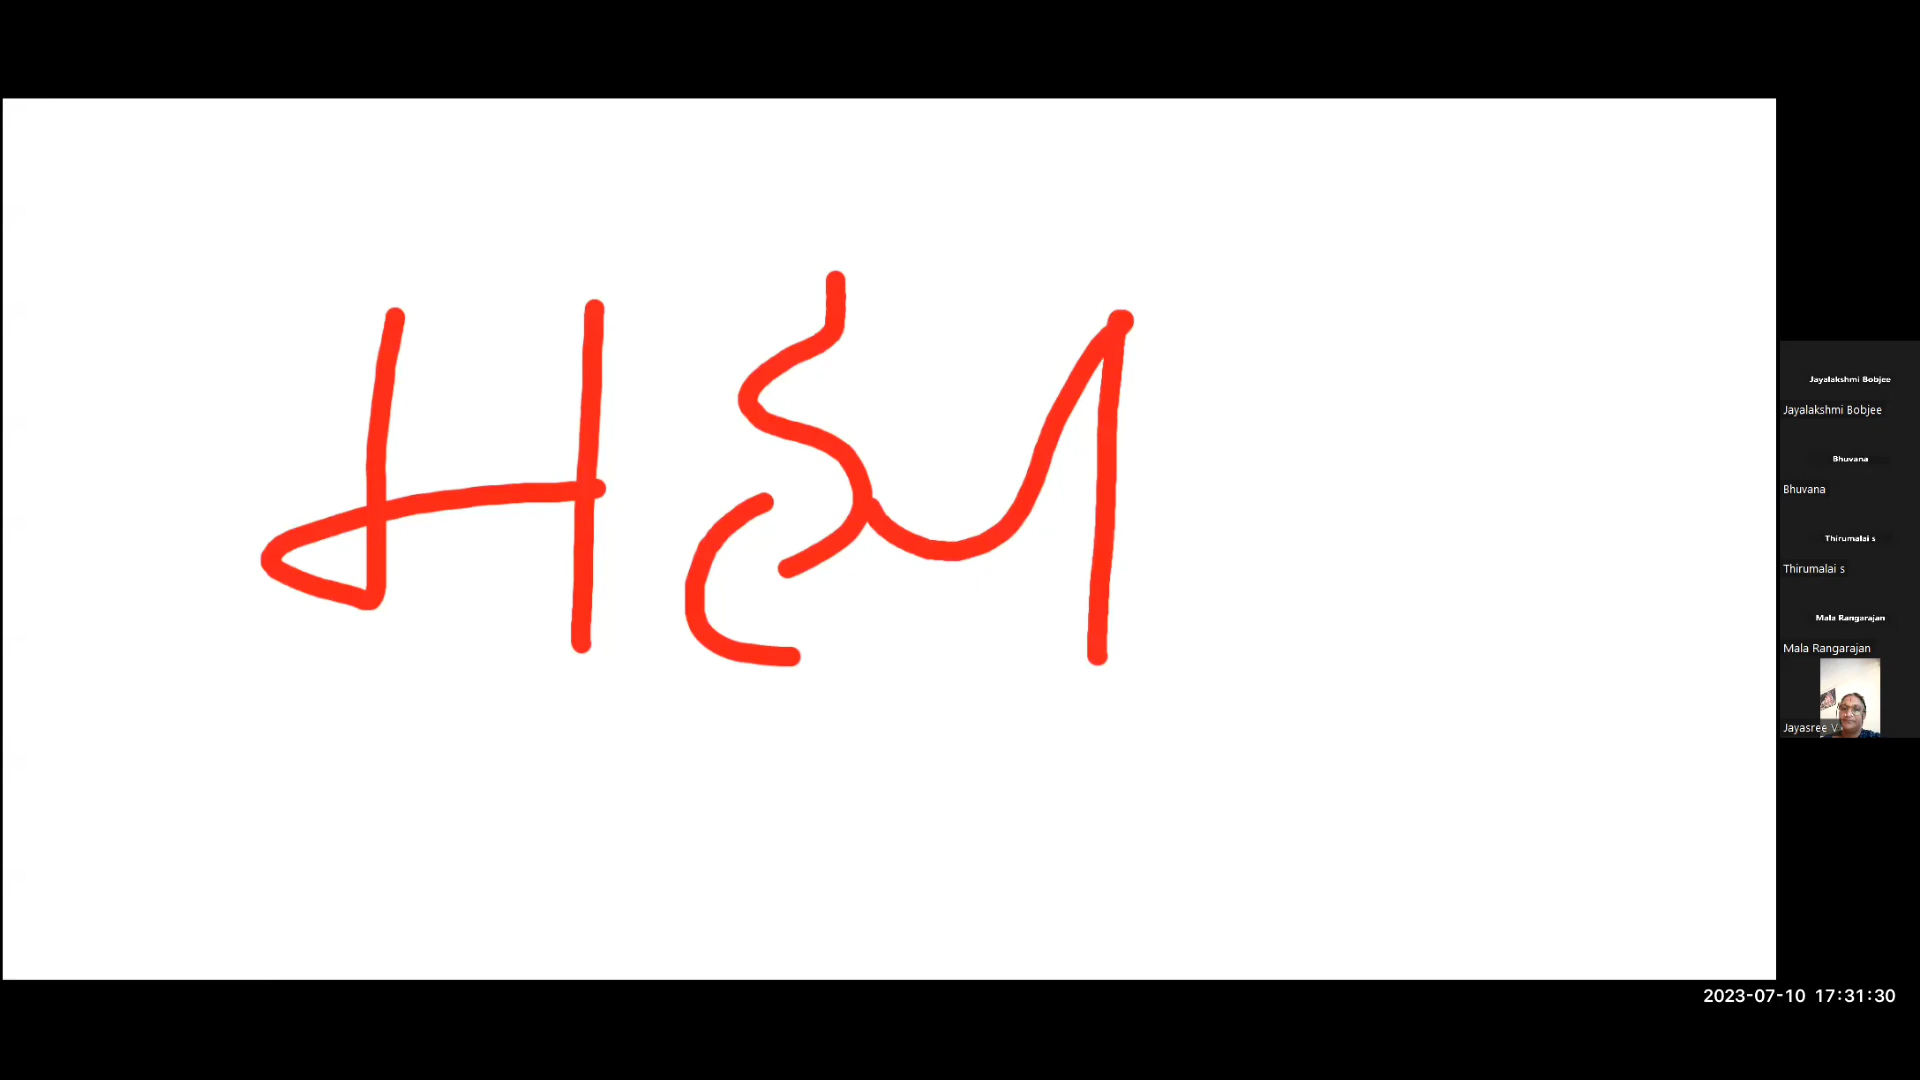 मह्य
Jayalakshmi Bobjee
Jayalakshmi Bobjee
Bhuvana
Bhuvana
Thirumalai s
Thirumalai s
Mala Rangarajan
Mala Rangarajan
Jayasree V
2023-07-10 17:31:30